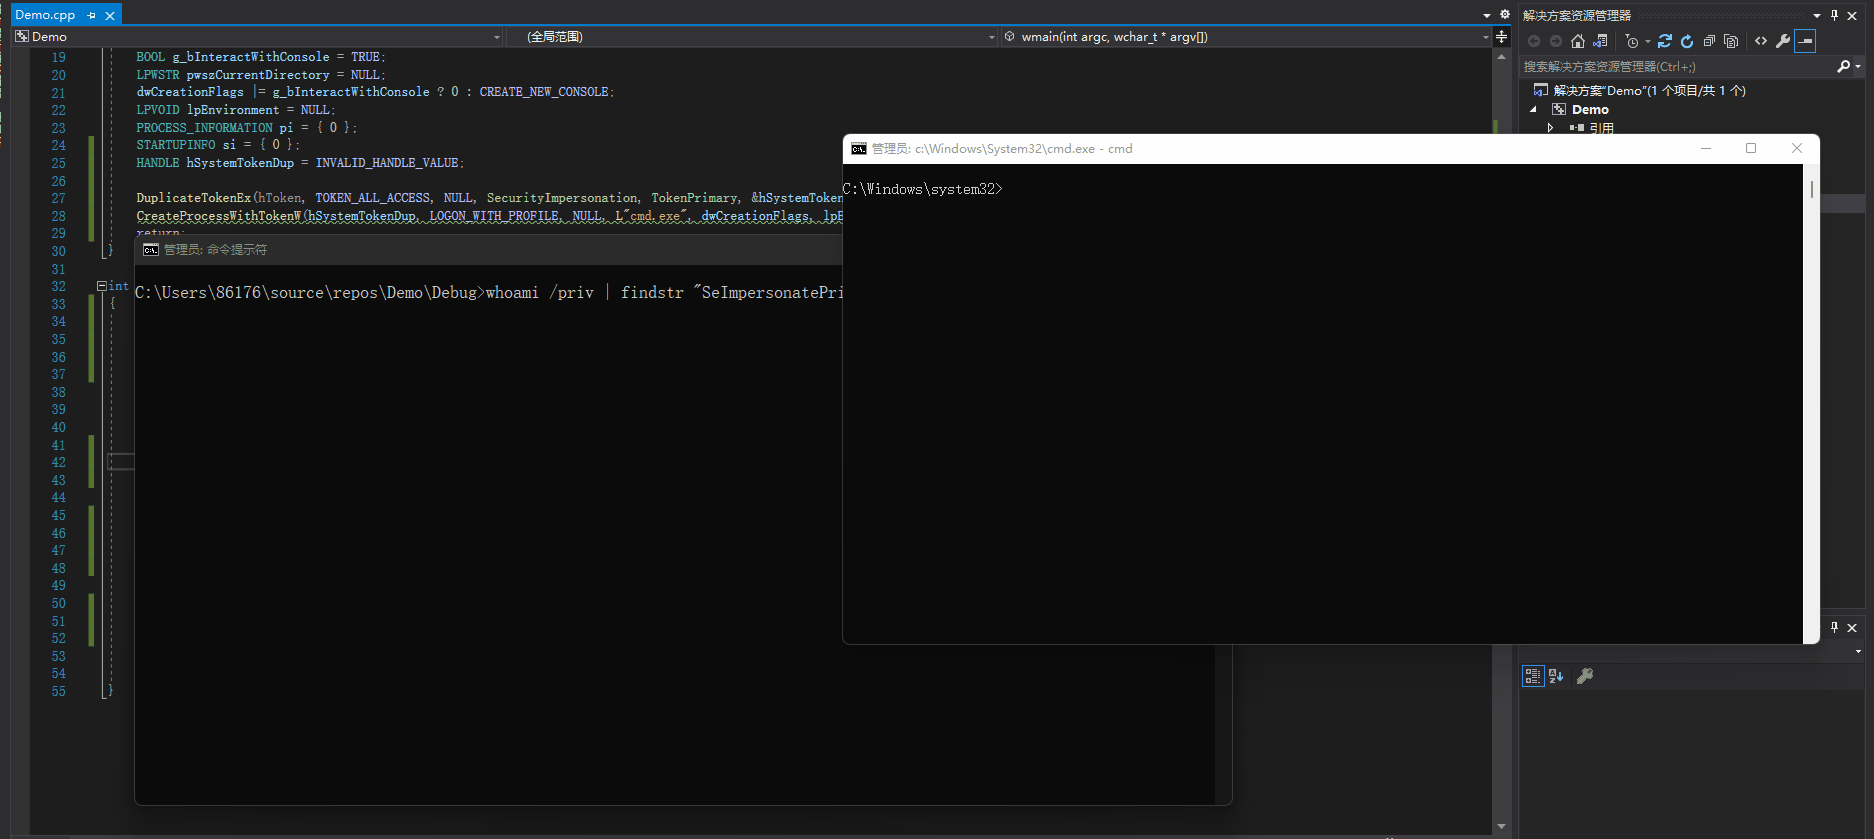 Demo.cpp
解决方案资源管理器
Demo
(全局范围)
wmain(int argc, wchar_t * argv[])
搜索解决方案资源管理器(Ctrl+;)
解决方案"Demo"(1 个项目/共 1 个)
Demo
引用
19 BOOL g_bInteractWithConsole = TRUE;
20 LPWSTR pwszCurrentDirectory = NULL;
21 dwCreationFlags |= g_bInteractWithConsole ? 0 : CREATE_NEW_CONSOLE;
22 LPVOID lpEnvironment = NULL;
23 PROCESS_INFORMATION pi = { 0 };
24 STARTUPINFO si = { 0 };
25 HANDLE hSystemTokenDup = INVALID_HANDLE_VALUE;
26
27 DuplicateTokenEx(hToken, TOKEN_ALL_ACCESS, NULL, SecurityImpersonation, TokenPrimary, &hSystemToken
28 CreateProcessWithTokenW(hSystemTokenDup, LOGON_WITH_PROFILE, NULL, L"cmd.exe", dwCreationFlags, lpE
29 return;
30 }
31
32 int
33 {
34
35
36
37
38
39
40
41
42
43
44
45
46
47
48
49
50
51
52
53
54
55 }
管理员: 命令提示符
C:\Users\86176\source\repos\Demo\Debug>whoami /priv | findstr "SeImpersonatePri
管理员: c:\Windows\System32\cmd.exe - cmd
C:\Windows\system32>